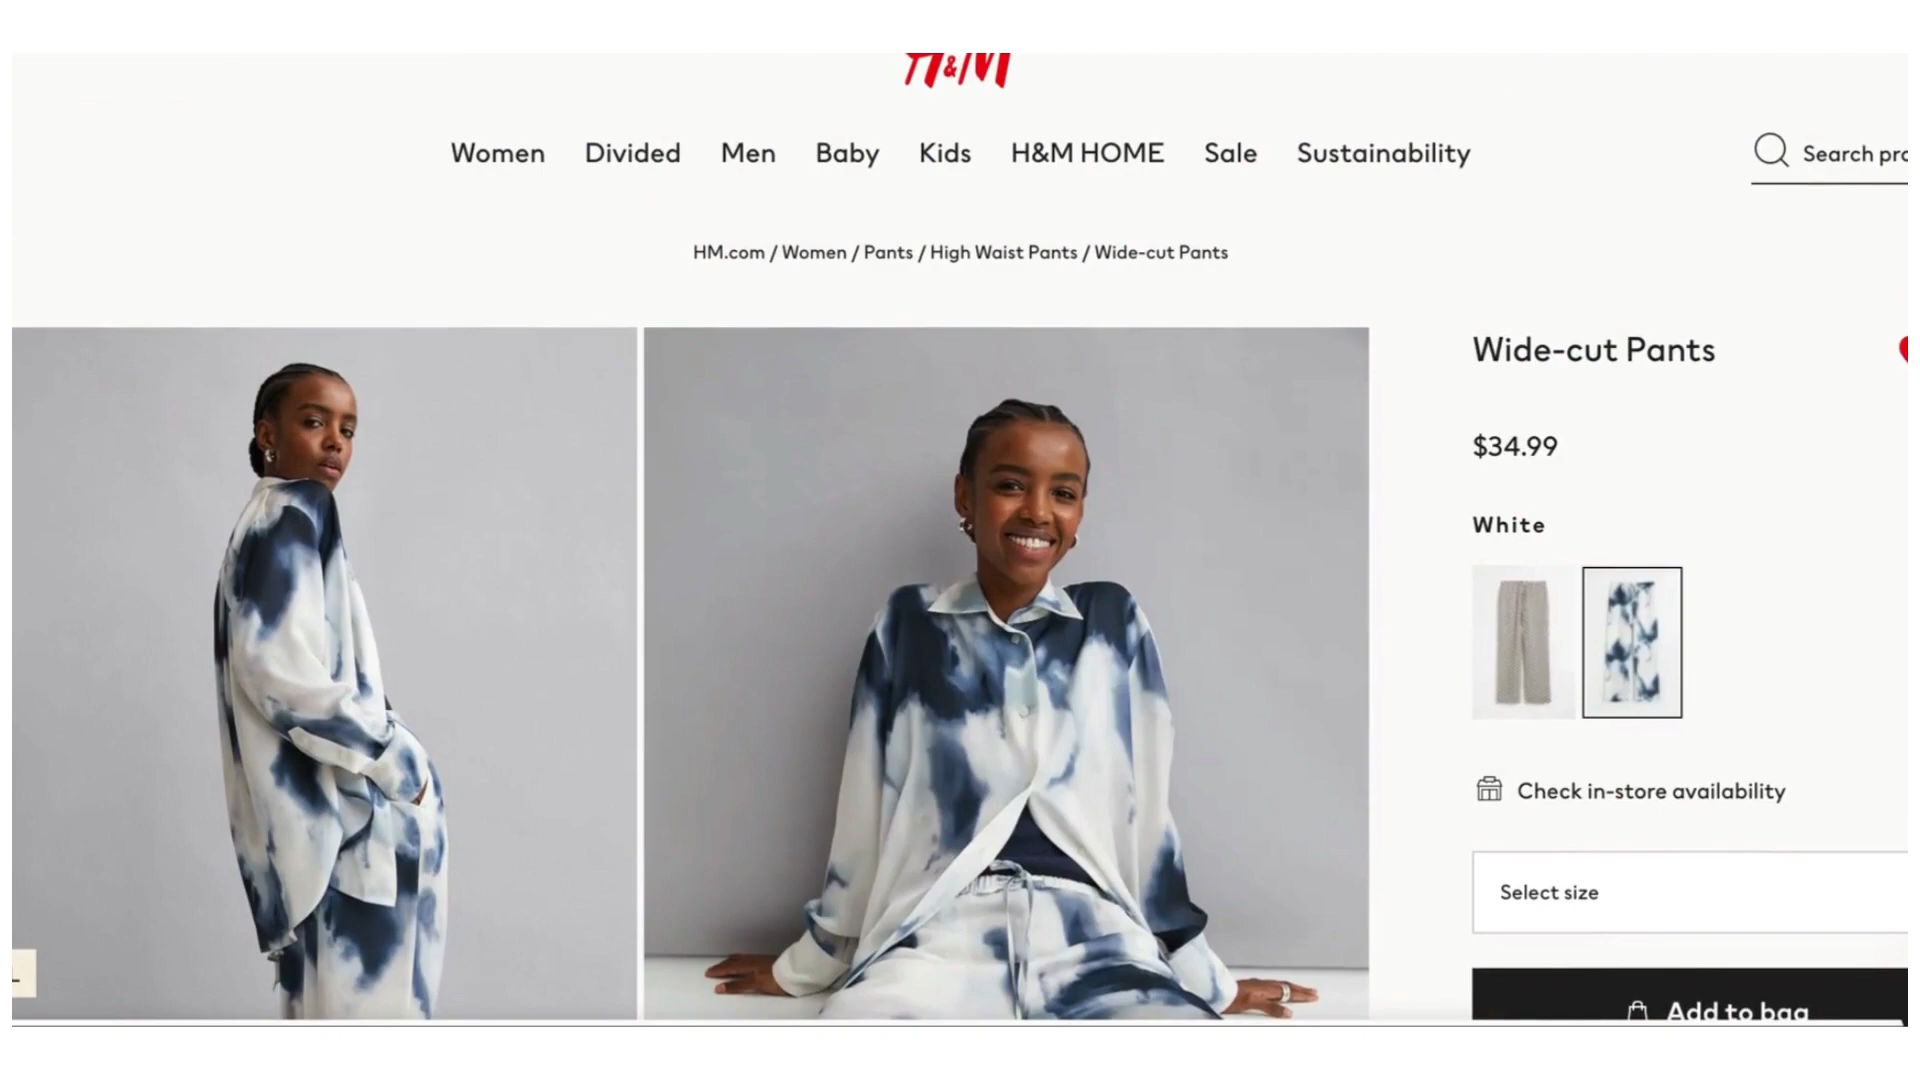 H&M
Women Divided Men Baby Kids H&M HOME Sale Sustainability
Search
HM.com / Women / Pants / High Waist Pants / Wide-cut Pants
Wide-cut Pants
$34.99
White
Check in-store availability
Select size
Add to bag